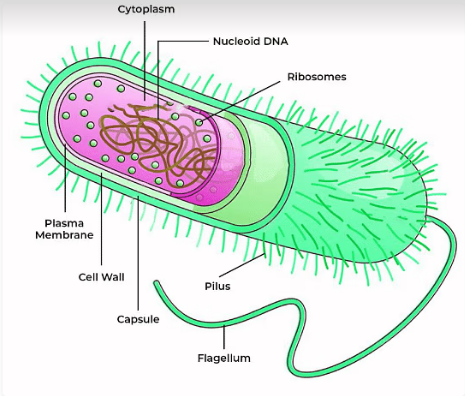 Cytoplasm
Nucleoid DNA
Ribosomes
Plasma
Membrane
Cell Wall
Capsule
Pilus
Flagellum